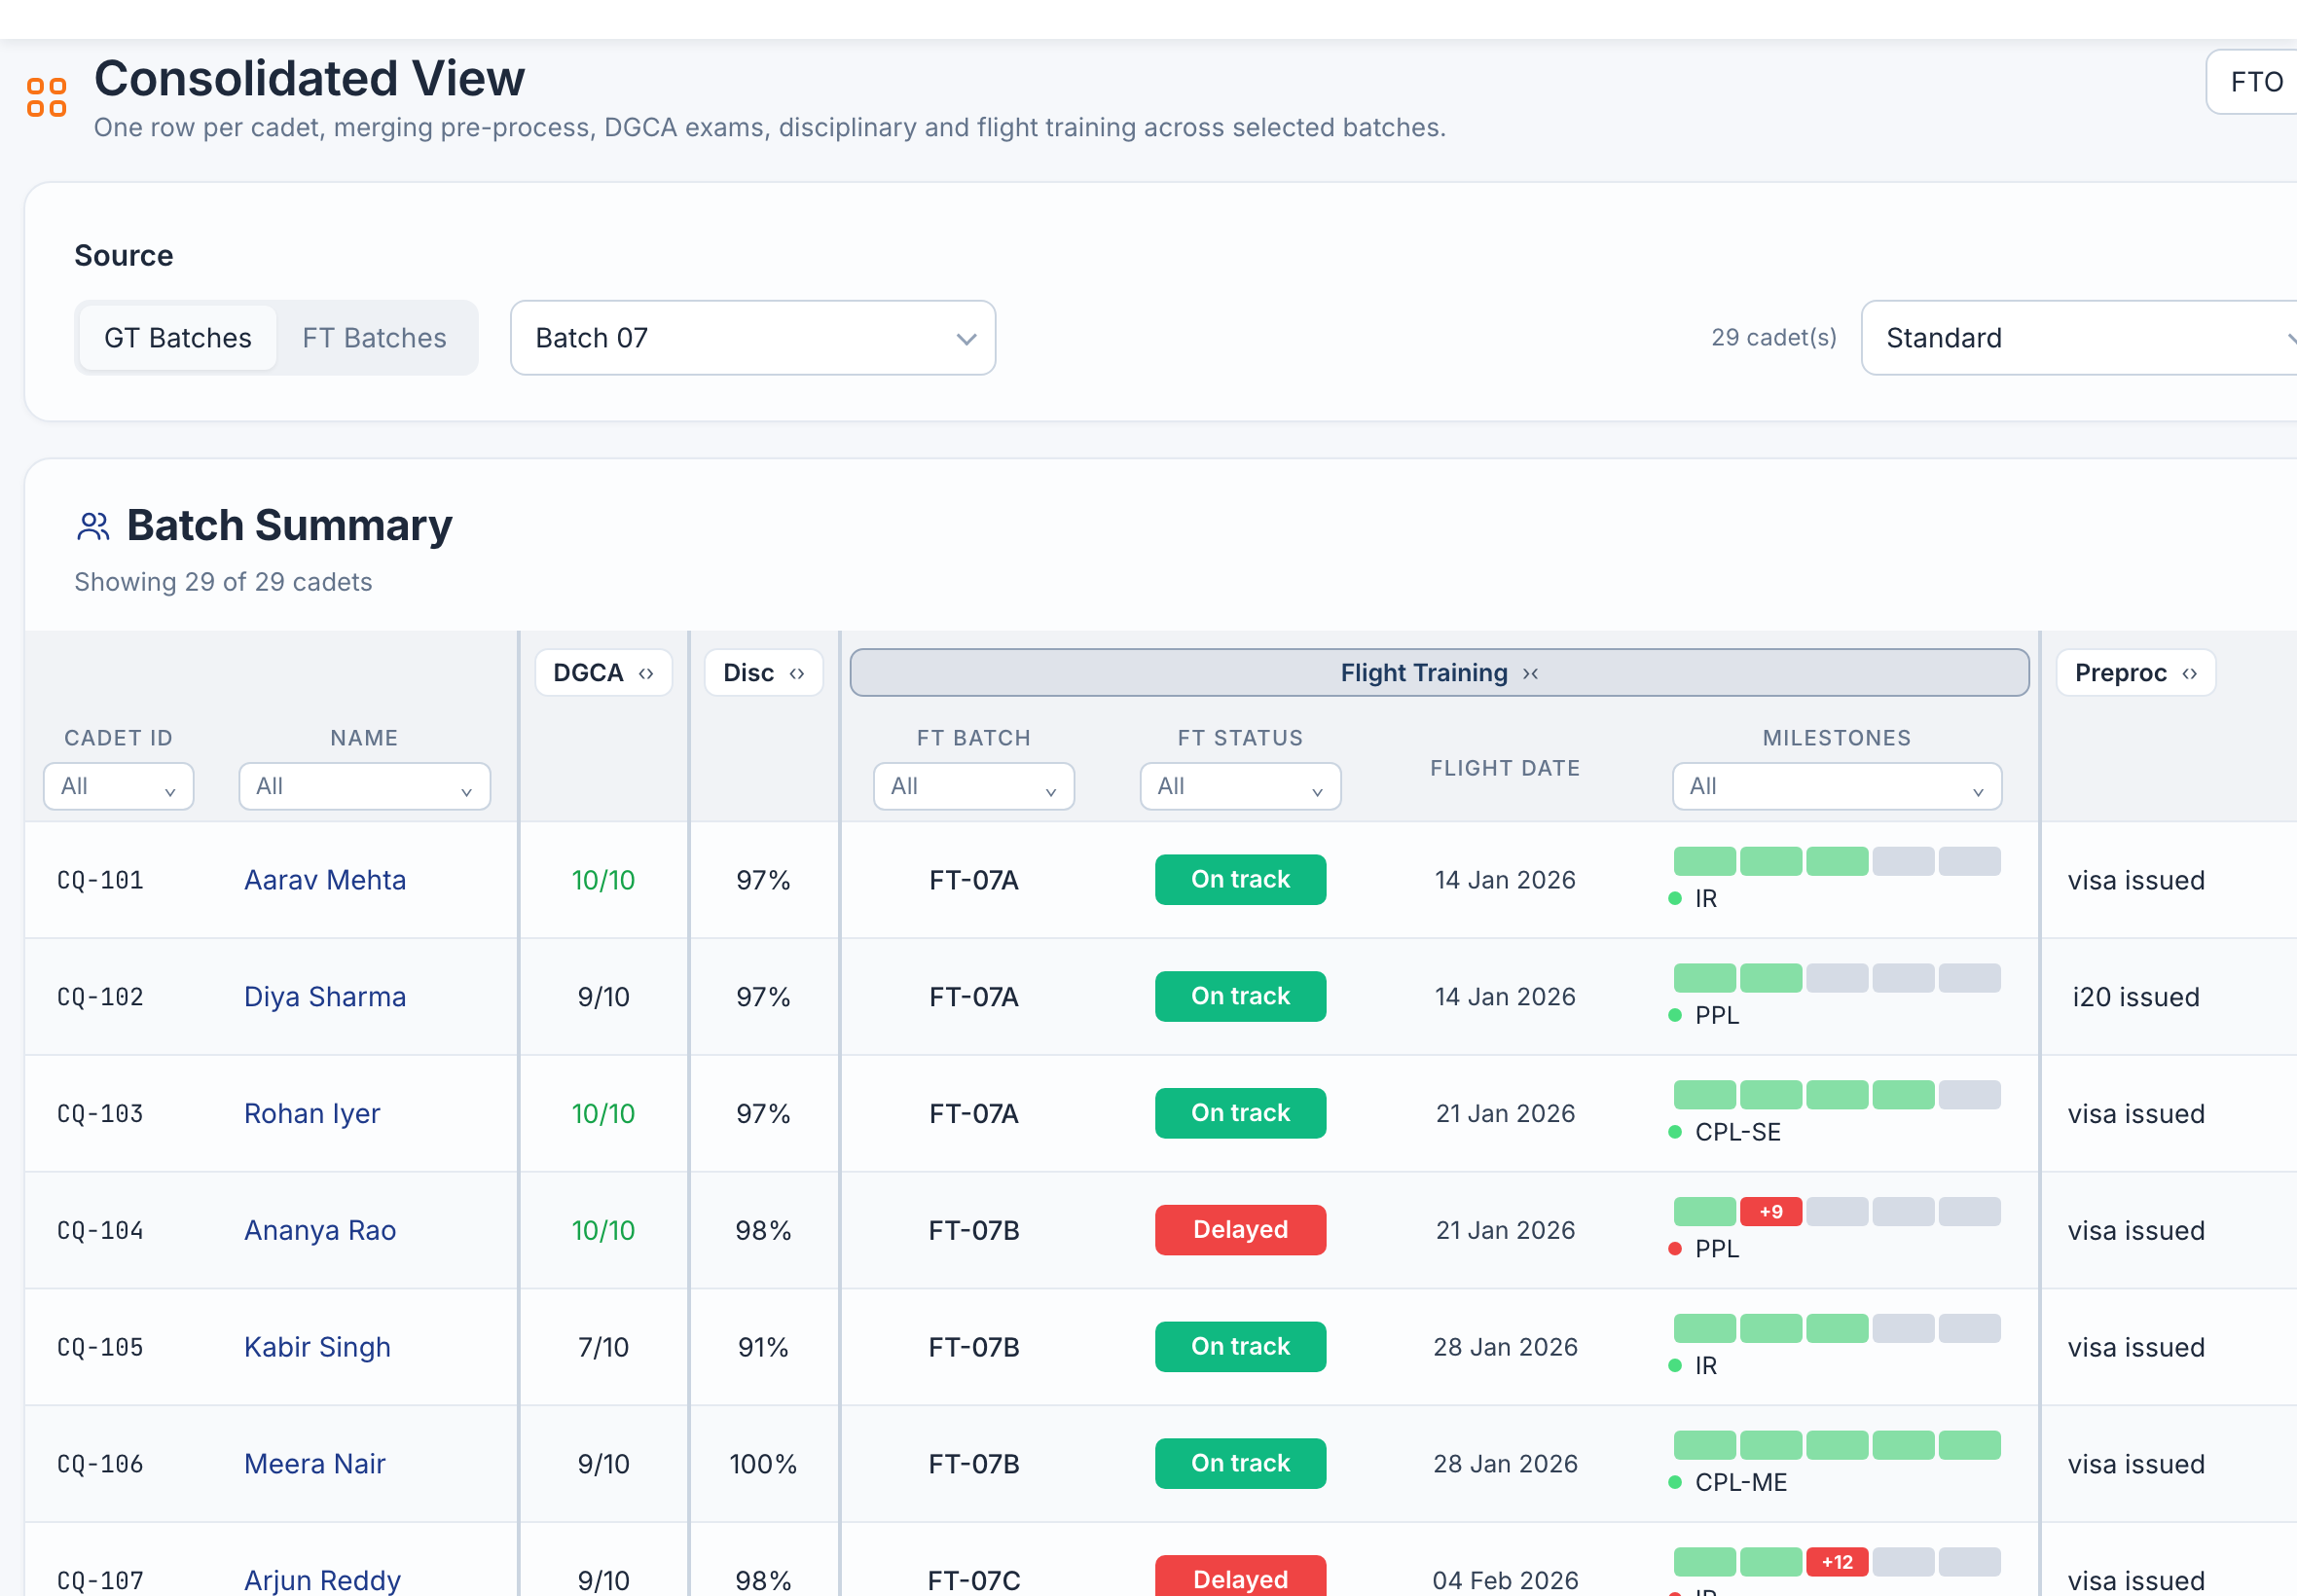 Consolidated View
One row per cadet, merging pre-process, DGCA exams, disciplinary and flight training across selected batches.
FTO
Source
GT Batches FT Batches Batch 07 29 cadet(s) Standard
Batch Summary
Showing 29 of 29 cadets
DGCA Disc Flight Training Preproc
CADET ID NAME FT BATCH FT STATUS FLIGHT DATE MILESTONES
All All All All All
CQ-101 Aarav Mehta 10/10 97% FT-07A On track 14 Jan 2026 IR visa issued
CQ-102 Diya Sharma 9/10 97% FT-07A On track 14 Jan 2026 PPL i20 issued
CQ-103 Rohan Iyer 10/10 97% FT-07A On track 21 Jan 2026 CPL-SE visa issued
CQ-104 Ananya Rao 10/10 98% FT-07B Delayed 21 Jan 2026 +9 PPL visa issued
CQ-105 Kabir Singh 7/10 91% FT-07B On track 28 Jan 2026 IR visa issued
CQ-106 Meera Nair 9/10 100% FT-07B On track 28 Jan 2026 CPL-ME visa issued
CQ-107 Arjun Reddy 9/10 98% FT-07C Delayed 04 Feb 2026 +12 IR visa issued